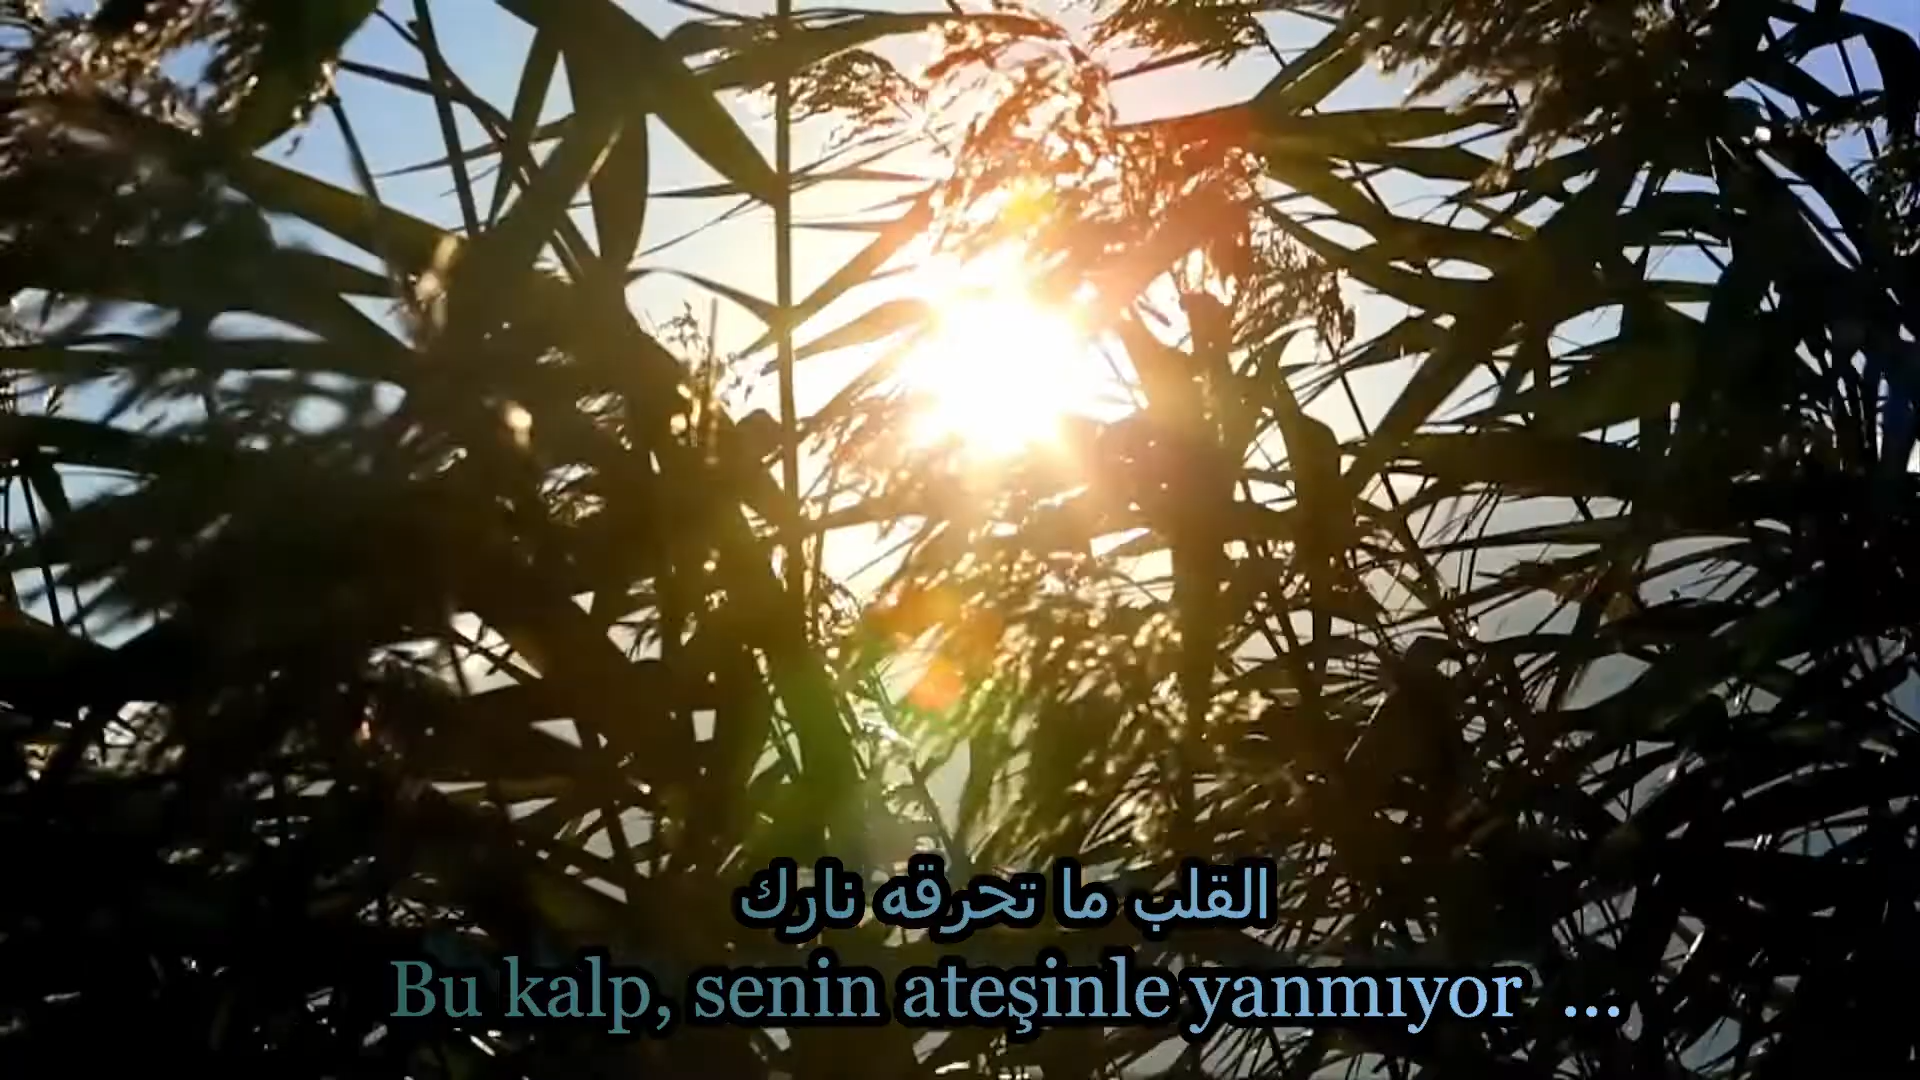 القلب ما تحرقه نارك
Bu kalp, senin ateşinle yanmıyor ...